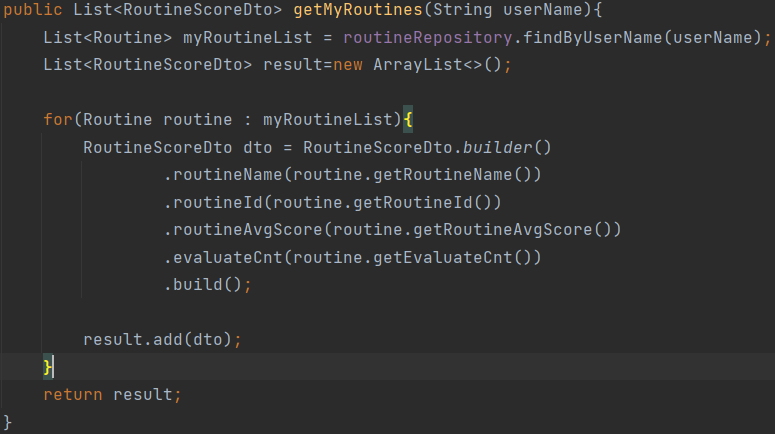 public List<RoutineScoreDto> getMyRoutines(String userName){
    List<Routine> myRoutineList = routineRepository.findByUserName(userName);
    List<RoutineScoreDto> result=new ArrayList<>();

    for(Routine routine : myRoutineList){
        RoutineScoreDto dto = RoutineScoreDto.builder()
                .routineName(routine.getRoutineName())
                .routineId(routine.getRoutineId())
                .routineAvgScore(routine.getRoutineAvgScore())
                .evaluateCnt(routine.getEvaluateCnt())
                .build();

        result.add(dto);
    }
    return result;
}